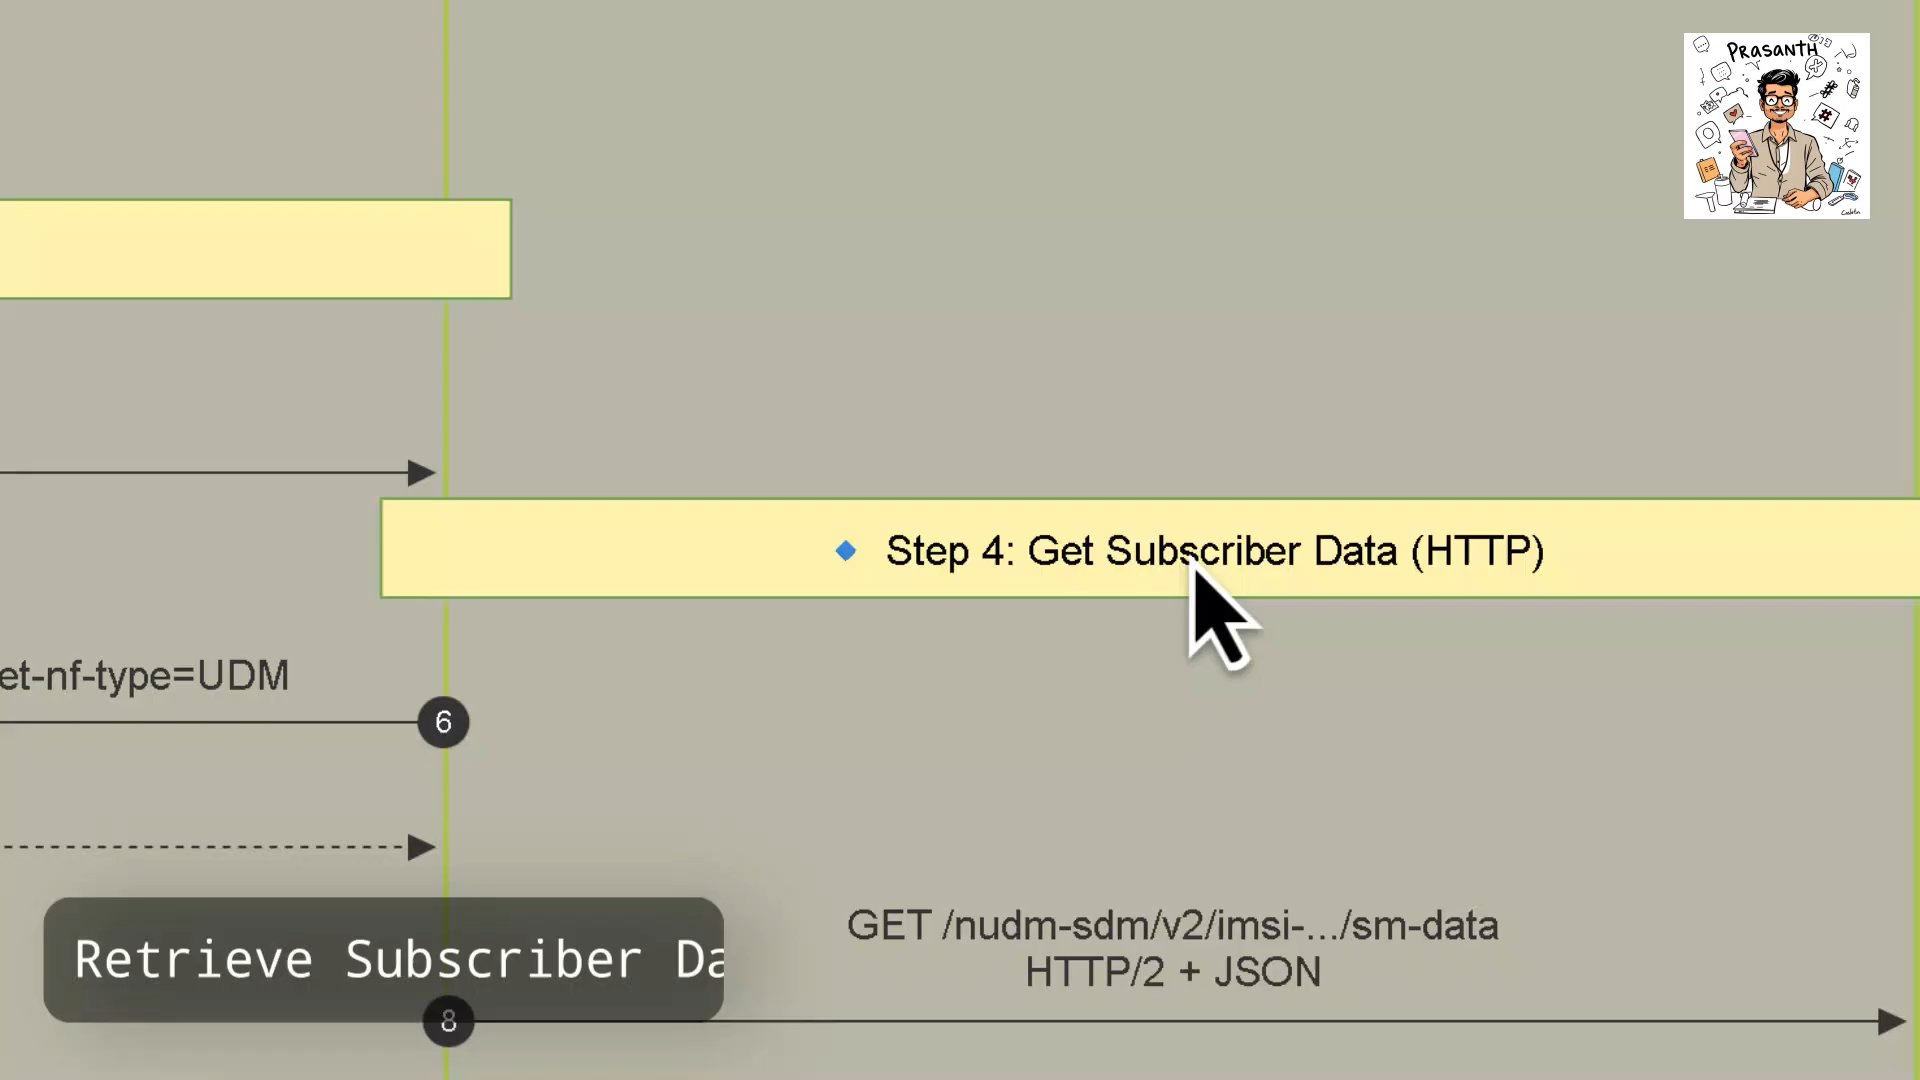 PRASANTH
Step 4: Get Subscriber Data (HTTP)
et-nf-type=UDM
6
GET /nudm-sdm/v2/imsi-.../sm-data
HTTP/2 + JSON
Retrieve Subscriber Da
8